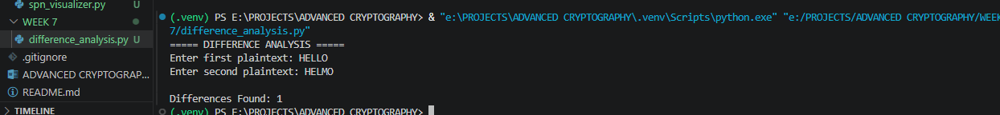 spn_visualizer.py U
WEEK 7
difference_analysis.py U
.gitignore
ADVANCED CRYPTOGRAP...
README.md
TIMELINE
(.venv) PS E:\PROJECTS\ADVANCED CRYPTOGRAPHY> & "e:\PROJECTS\ADVANCED CRYPTOGRAPHY\.venv\Scripts\python.exe" "e:/PROJECTS/ADVANCED CRYPTOGRAPHY/WEEK
7/difference_analysis.py"
===== DIFFERENCE ANALYSIS =====
Enter first plaintext: HELLO
Enter second plaintext: HELMO
Differences Found: 1
(.venv) PS E:\PROJECTS\ADVANCED CRYPTOGRAPHY>